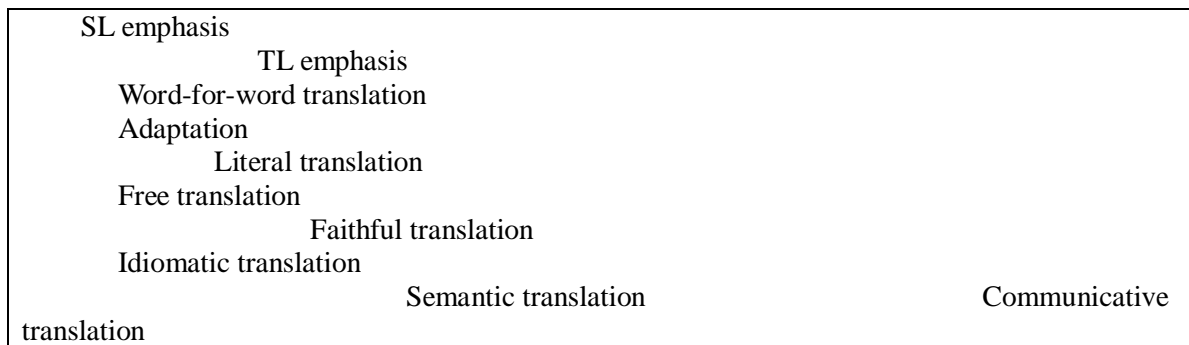 SL emphasis
TL emphasis
Word-for-word translation
Adaptation
Literal translation
Free translation
Faithful translation
Idiomatic translation
Semantic translation Communicative
translation